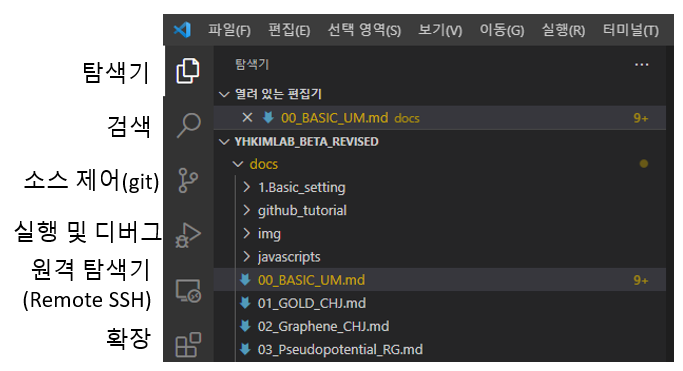 파일(F) 편집(E) 선택 영역(S) 보기(V) 이동(G) 실행(R) 터미널(T)
탐색기
탐색기 ···
열려 있는 편집기
검색
00_BASIC_UM.md docs 9+
YHKIMLAB_BETA_REVISED
docs
소스 제어(git)
1.Basic_setting
github_tutorial
실행 및 디버그
img
javascripts
원격 탐색기
(Remote SSH)
00_BASIC_UM.md 9+
01_GOLD_CHJ.md
확장
02_Graphene_CHJ.md
03_Pseudopotential_RG.md